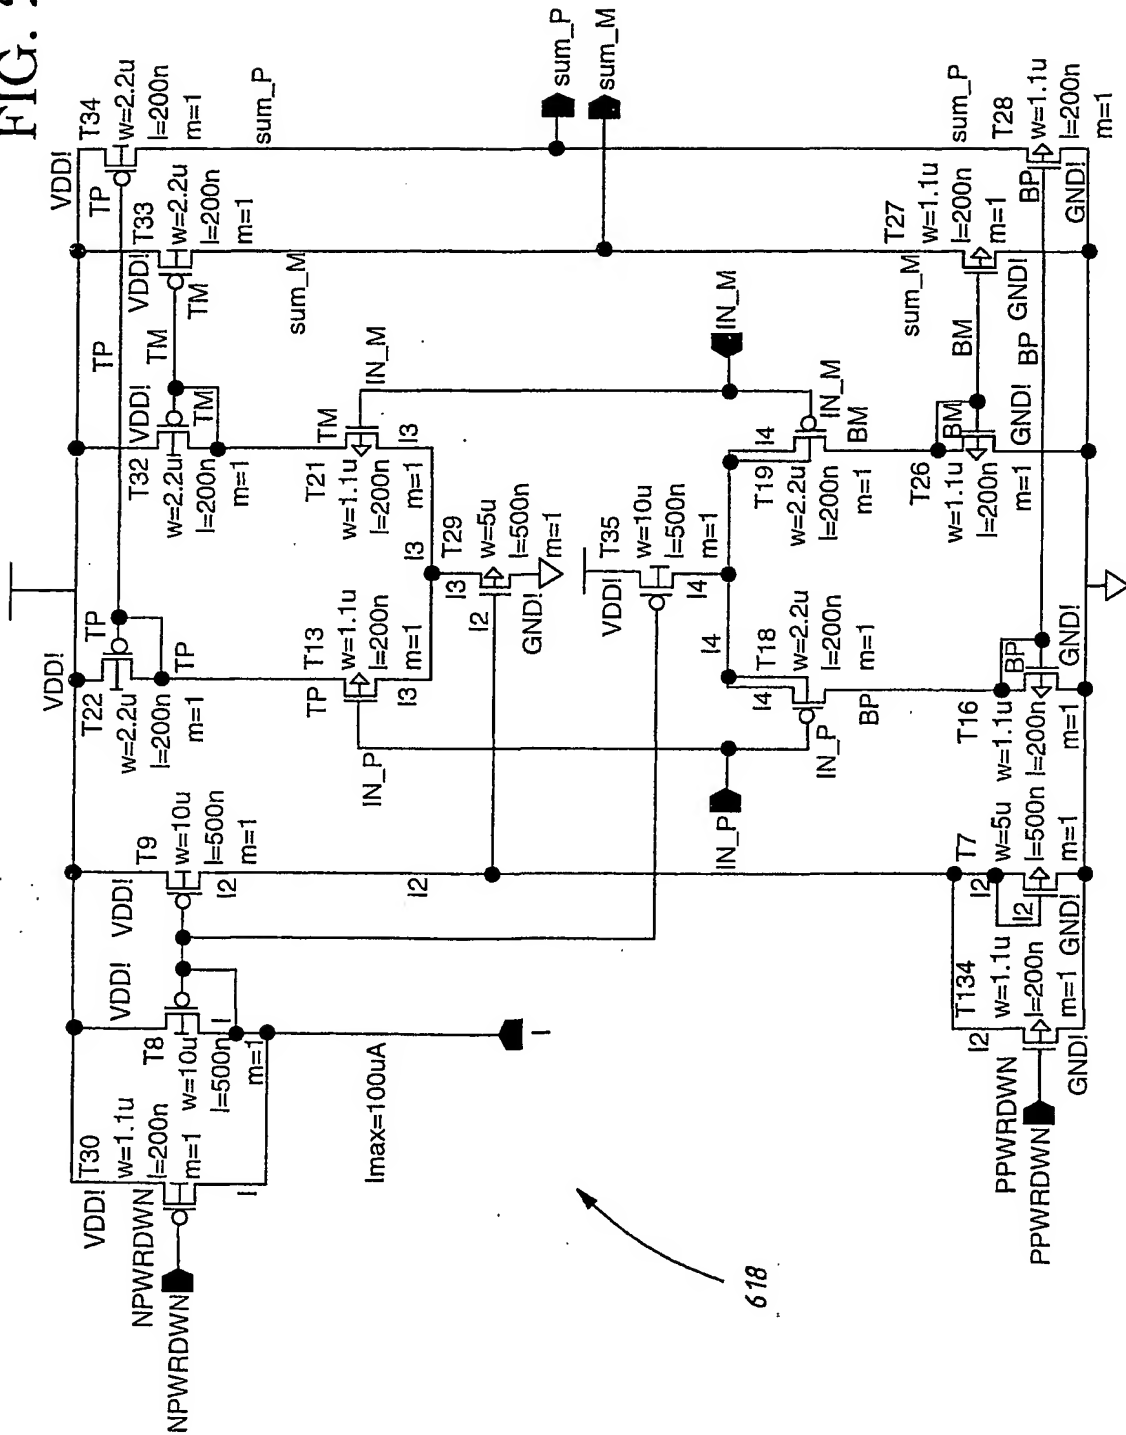 FIG.
VDD!
T34
w=2.2u
l=200n
m=1
TP
sum_P
sum_P
sum_M
sum_P
T28
w=1.1u
l=200n
m=1
BP
GND!
VDD!
T33
w=2.2u
l=200n
m=1
TM
sum_M
sum_M
T27
w=1.1u
l=200n
m=1
GND!
TP
TM
BM
BP
VDD!
T32
w=2.2u
l=200n
m=1
TM
IN_M
IN_M
TM
T21
w=1.1u
l=200n
m=1
I3
I4
IN_M
T19
w=2.2u
l=200n
m=1
BM
BM
T26
w=1.1u
l=200n
m=1
GND!
I3
I3
T29
w=5u
l=500n
m=1
I2
GND!
VDD!
T35
w=10u
l=500n
m=1
I4
VDD!
TP
T22
w=2.2u
l=200n
m=1
TP
TP
T13
w=1.1u
l=200n
m=1
I3
I4
I4
T18
w=2.2u
l=200n
m=1
BP
IN_P
IN_P
IN_P
BP
T16
w=1.1u
l=200n
m=1
GND!
VDD!
T9
w=10u
l=500n
m=1
I2
I2
T7
w=5u
l=500n
m=1
I2
I2
GND!
VDD!
T8
w=10u
l=500n
m=1
I
I
Imax=100uA
T134
w=1.1u
l=200n
m=1
I2
GND!
PPWRDWN
PPWRDWN
VDD!
T30
w=1.1u
l=200n
m=1
I
NPWRDWN
NPWRDWN
618